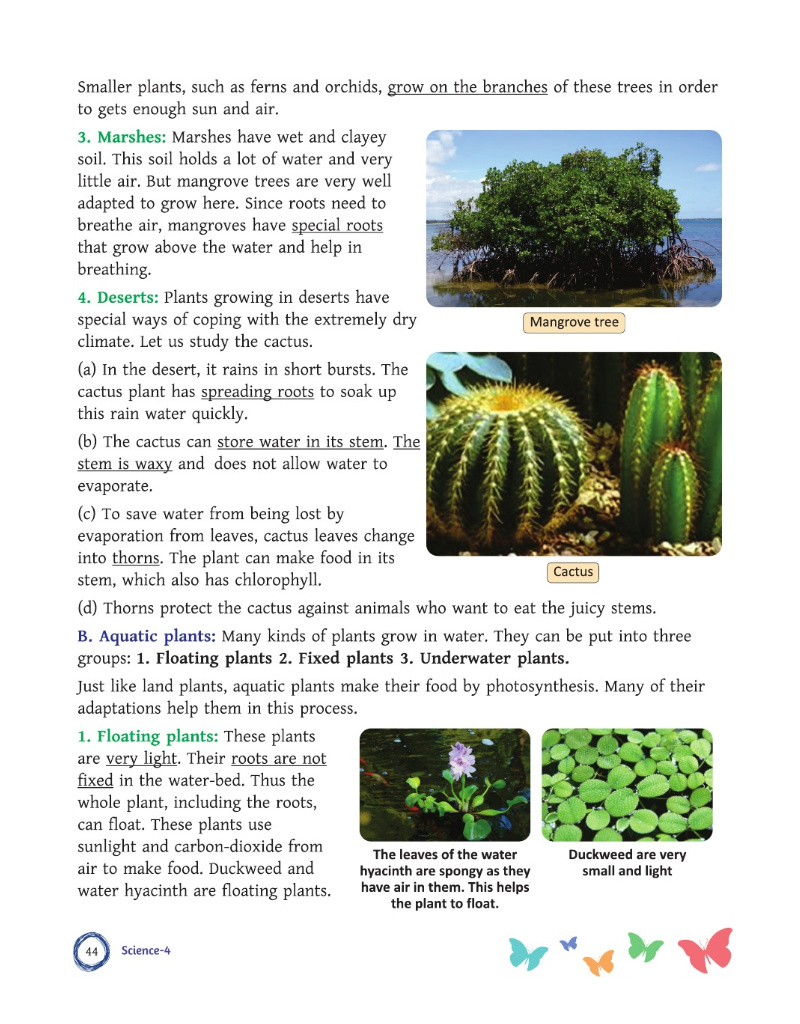 Smaller plants, such as ferns and orchids, grow on the branches of these trees in order
to gets enough sun and air.
3. Marshes: Marshes have wet and clayey
soil. This soil holds a lot of water and very
little air. But mangrove trees are very well
adapted to grow here. Since roots need to
breathe air, mangroves have special roots
that grow above the water and help in
breathing.
Mangrove tree
4. Deserts: Plants growing in deserts have
special ways of coping with the extremely dry
climate. Let us study the cactus.
(a) In the desert, it rains in short bursts. The
cactus plant has spreading roots to soak up
this rain water quickly.
(b) The cactus can store water in its stem. The
stem is waxy and  does not allow water to
evaporate.
(c) To save water from being lost by
evaporation from leaves, cactus leaves change
into thorns. The plant can make food in its
stem, which also has chlorophyll.
Cactus
(d) Thorns protect the cactus against animals who want to eat the juicy stems.
B. Aquatic plants: Many kinds of plants grow in water. They can be put into three
groups: 1. Floating plants 2. Fixed plants 3. Underwater plants.
Just like land plants, aquatic plants make their food by photosynthesis. Many of their
adaptations help them in this process.
1. Floating plants: These plants
are very light. Their roots are not
fixed in the water-bed. Thus the
whole plant, including the roots,
can float. These plants use
sunlight and carbon-dioxide from
air to make food. Duckweed and
water hyacinth are floating plants.
The leaves of the water
hyacinth are spongy as they
have air in them. This helps
the plant to float.
Duckweed are very
small and light
44
Science-4